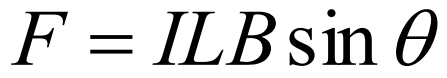 F = ILB sin θ